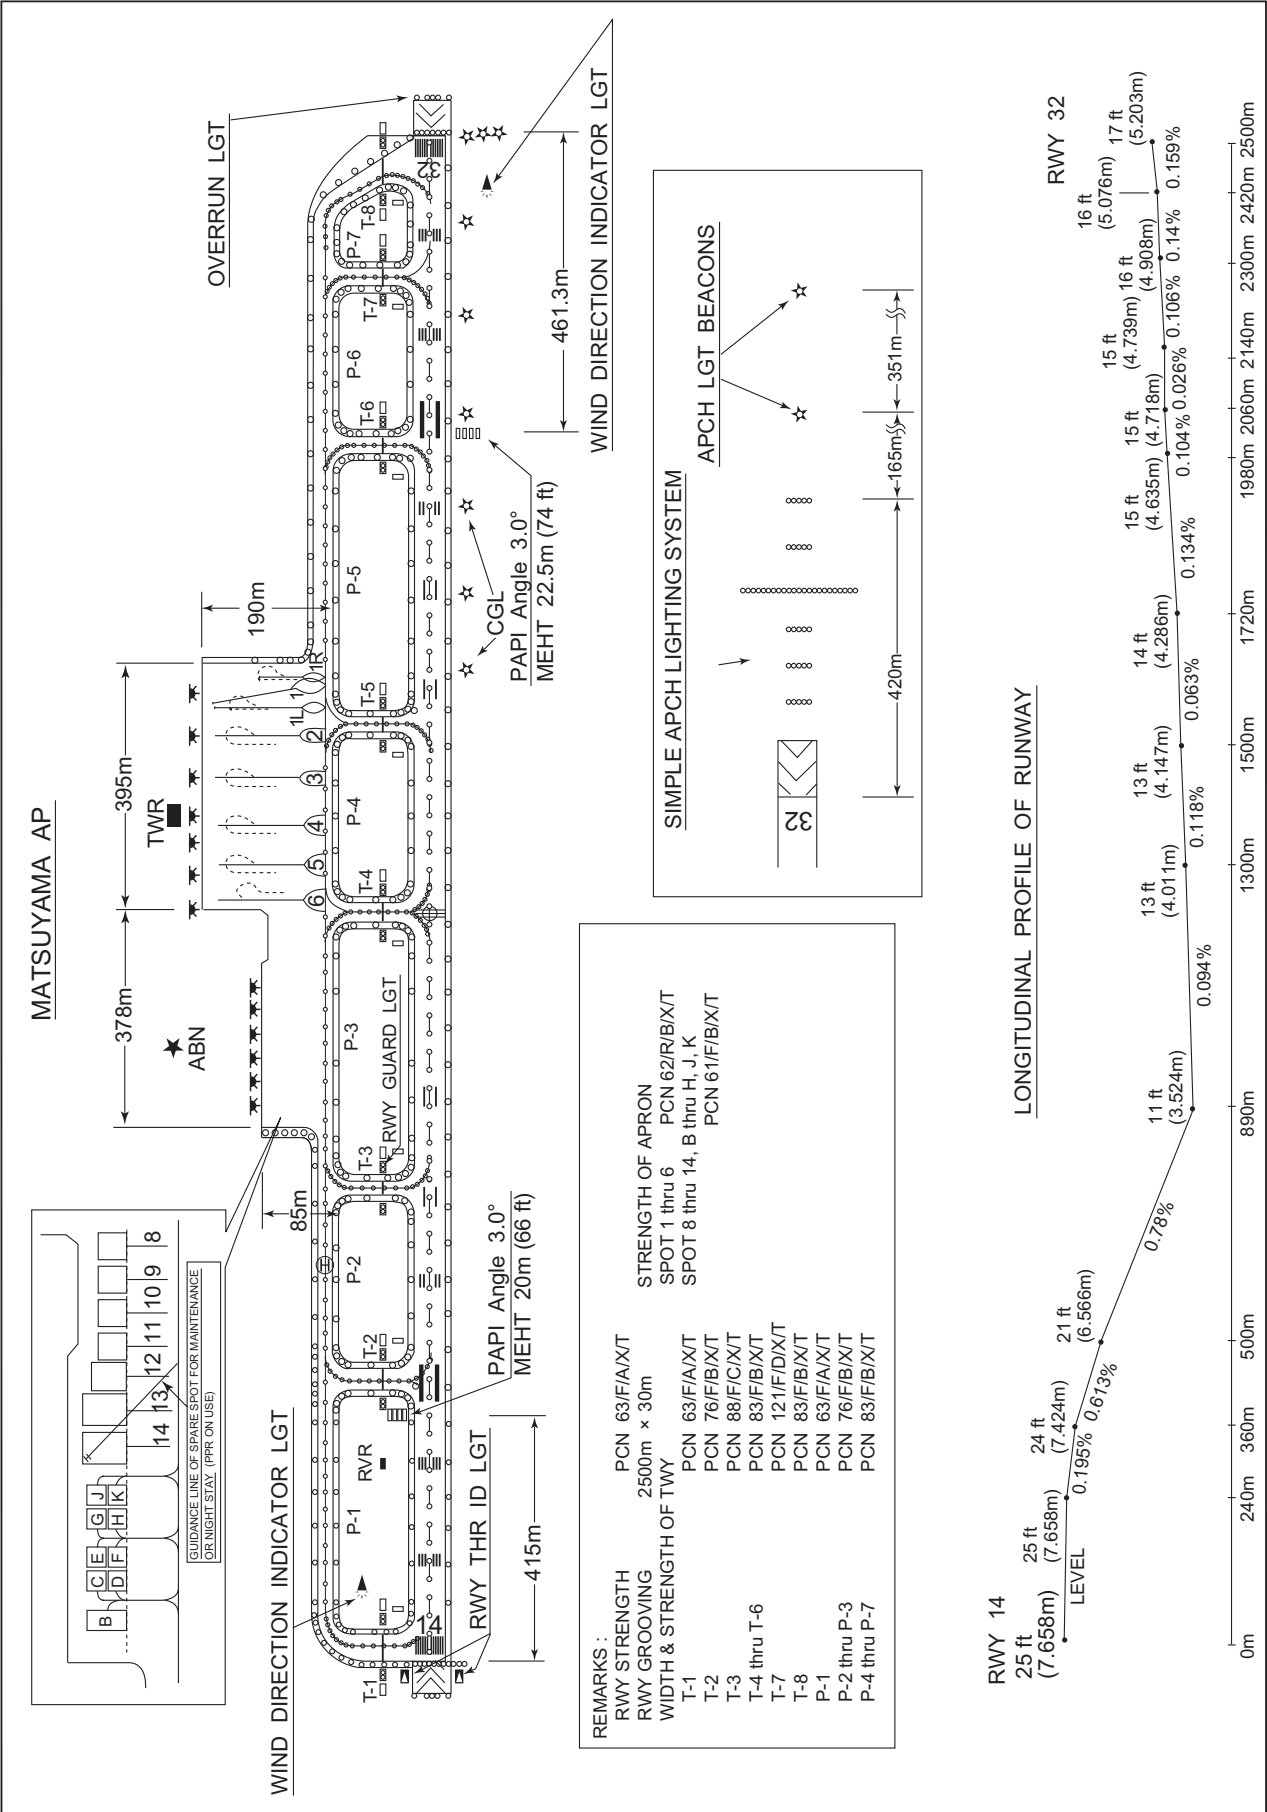 MATSUYAMA AP
378m
395m
190m
ABN
TWR
OVERRUN LGT
14
13
12
11
10
9
8
B
C
E
D
F
G
J
H
K
GUIDANCE LINE OF SPARE SPOT FOR MAINTENANCE
OR NIGHT STAY (PPR ON USE)
85m
6
5
4
3
2
1L
1
1R
H
P-1
P-2
P-3
P-4
P-5
P-6
P-7
RVR
T-1
T-2
T-3
T-4
T-5
T-6
T-7
T-8
RWY GUARD LGT
14
32
WIND DIRECTION INDICATOR LGT
RWY THR ID LGT
415m
PAPI Angle 3.0°
MEHT 20m (66 ft)
CGL
PAPI Angle 3.0°
MEHT 22.5m (74 ft)
461.3m
WIND DIRECTION INDICATOR LGT
REMARKS :
RWY STRENGTH PCN 63/F/A/X/T
RWY GROOVING 2500m × 30m
WIDTH & STRENGTH OF TWY
T-1 PCN 63/F/A/X/T
T-2 PCN 76/F/B/X/T
T-3 PCN 88/F/C/X/T
T-4 thru T-6 PCN 83/F/B/X/T
T-7 PCN 121/F/D/X/T
T-8 PCN 83/F/B/X/T
P-1 PCN 63/F/A/X/T
P-2 thru P-3 PCN 76/F/B/X/T
P-4 thru P-7 PCN 83/F/B/X/T
STRENGTH OF APRON
SPOT 1 thru 6 PCN 62/R/B/X/T
SPOT 8 thru 14, B thru H, J, K
PCN 61/F/B/X/T
SIMPLE APCH LIGHTING SYSTEM
APCH LGT BEACONS
32
420m
165m
351m
LONGITUDINAL PROFILE OF RUNWAY
RWY 14
25 ft
(7.658m)
LEVEL
25 ft
(7.658m)
0.195%
24 ft
(7.424m)
0.613%
21 ft
(6.566m)
0.78%
11 ft
(3.524m)
0.094%
13 ft
(4.011m)
0.118%
13 ft
(4.147m)
0.063%
14 ft
(4.286m)
0.134%
15 ft
(4.635m)
0.104%
15 ft
(4.718m)
0.026%
15 ft
(4.739m)
0.106%
16 ft
(4.908m)
0.14%
16 ft
(5.076m)
0.159%
17 ft
(5.203m)
RWY 32
0m 240m 360m 500m 890m 1300m 1500m 1720m 1980m 2060m 2140m 2300m 2420m 2500m